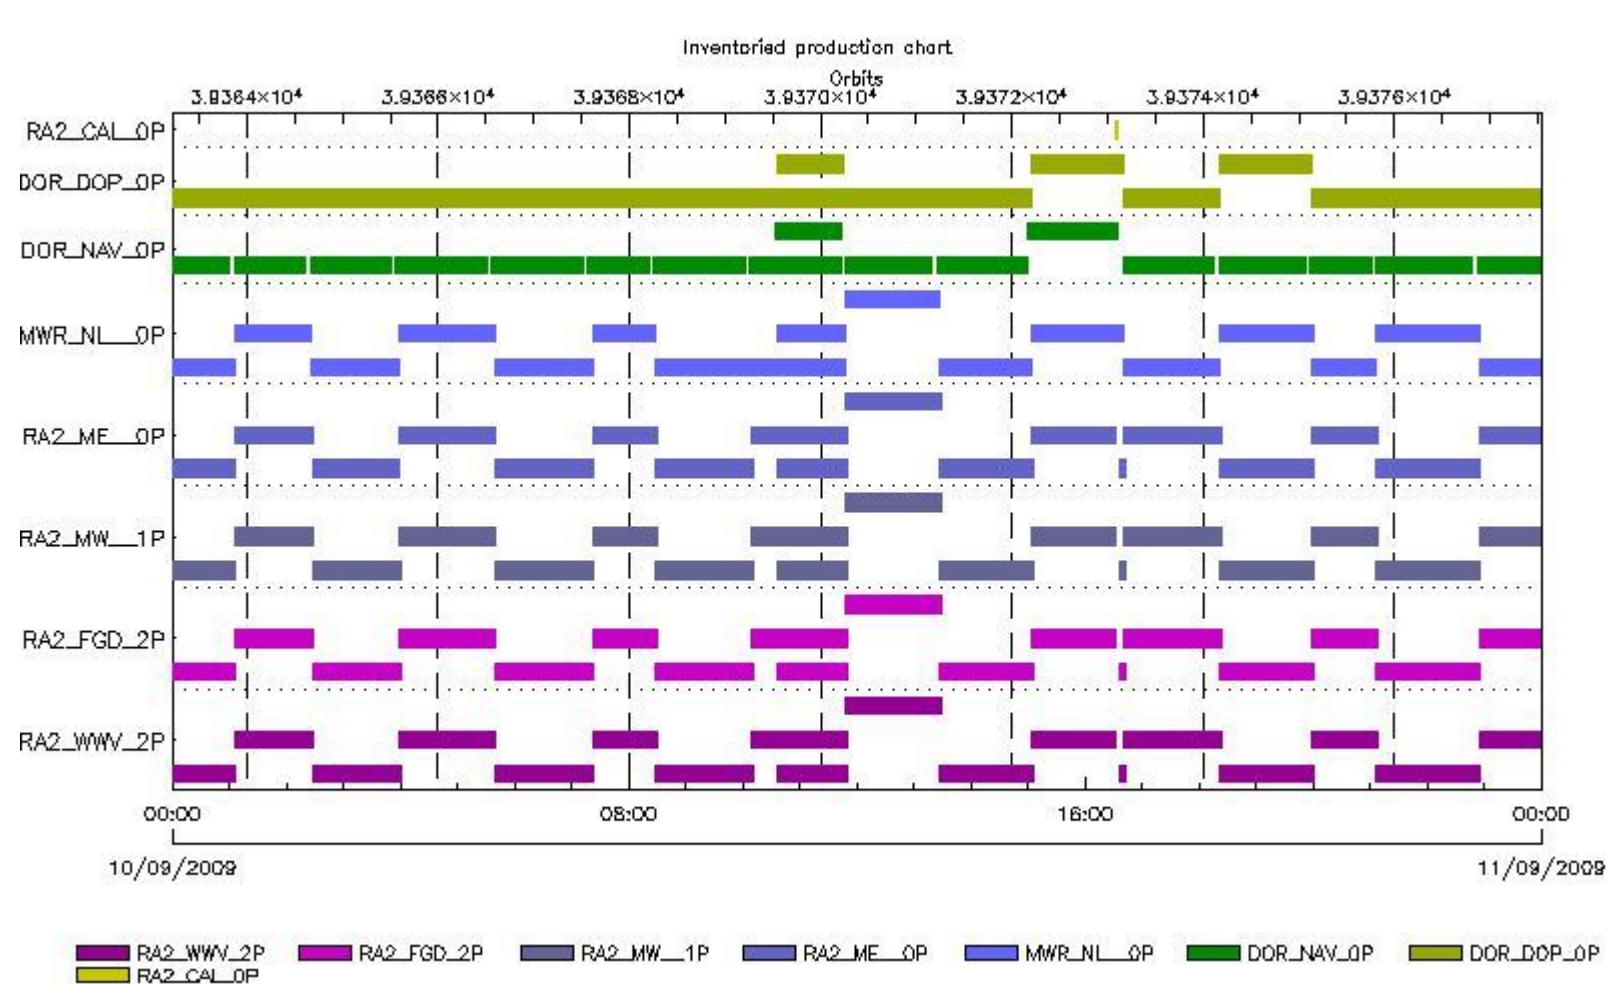 Inventoried production chart
Orbits
3.9364×10⁴ 3.9366×10⁴ 3.9368×10⁴ 3.9370×10⁴ 3.9372×10⁴ 3.9374×10⁴ 3.9376×10⁴
RA2_CAL_0P
DOR_DOP_0P
DOR_NAV_0P
MWR_NL__0P
RA2_ME__0P
RA2_MW__1P
RA2_FGD_2P
RA2_WWV_2P
00:00 08:00 16:00 00:00
10/09/2009 11/09/2009
RA2_WWV_2P RA2_FGD_2P RA2_MW__1P RA2_ME__0P MWR_NL__0P DOR_NAV_0P DOR_DOP_0P
RA2_CAL_0P